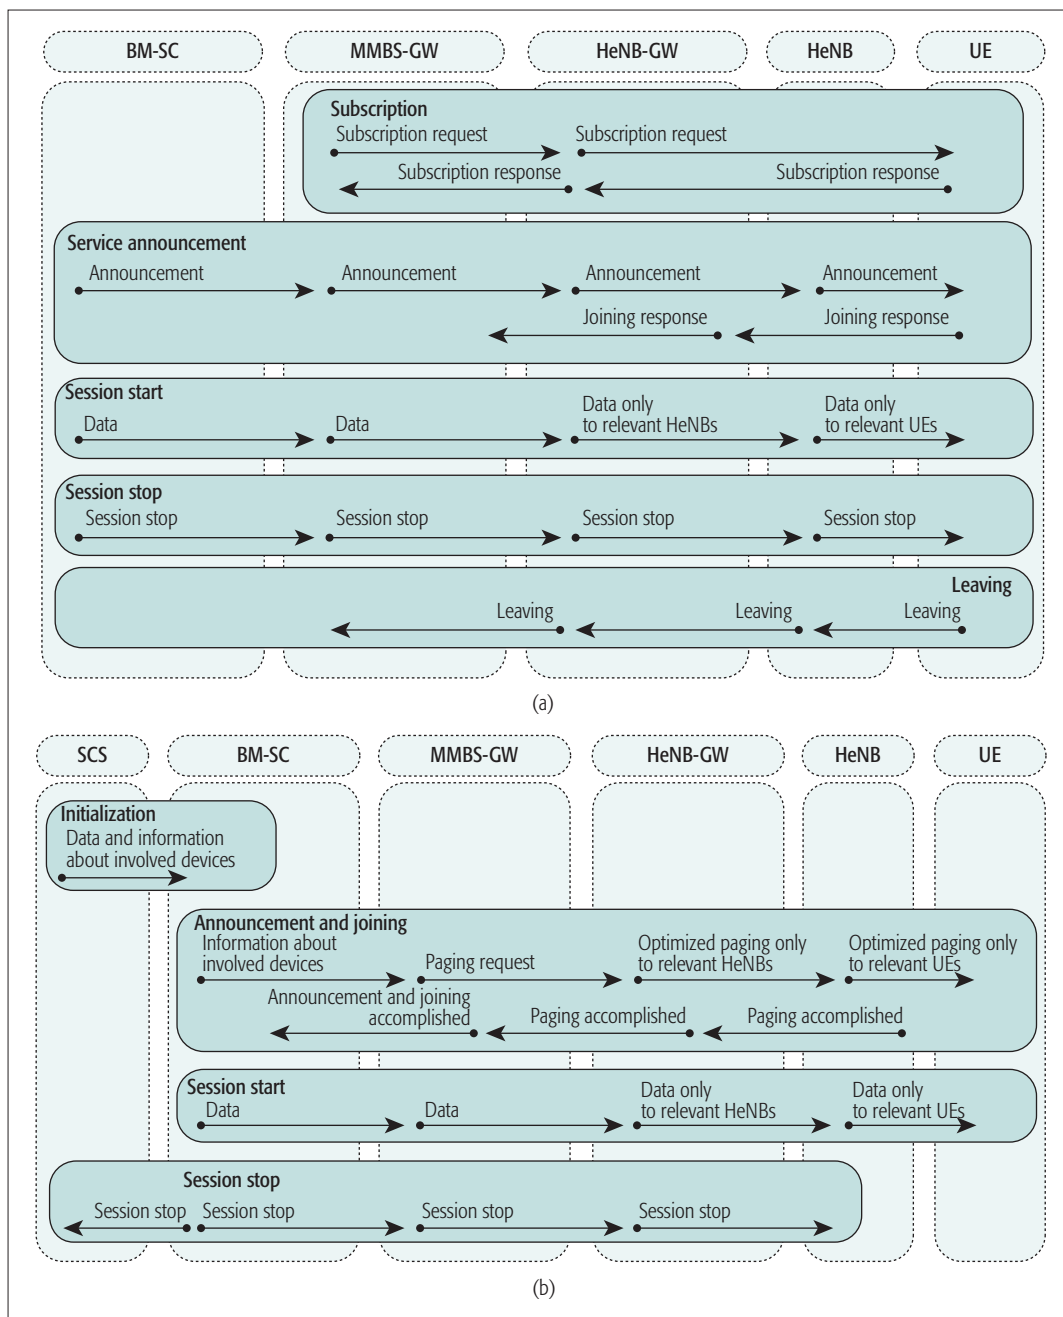 BM-SC MMBS-GW HeNB-GW HeNB UE
Subscription
Subscription request Subscription request
Subscription response Subscription response
Service announcement
Announcement Announcement Announcement Announcement
Joining response Joining response
Session start
Data Data Data only
to relevant HeNBs Data only
to relevant UEs
Session stop
Session stop Session stop Session stop Session stop
Leaving
Leaving Leaving Leaving
(a)
SCS BM-SC MMBS-GW HeNB-GW HeNB UE
Initialization
Data and information
about involved devices
Announcement and joining
Information about
involved devices
Paging request
Optimized paging only
to relevant HeNBs
Optimized paging only
to relevant UEs
Announcement and joining
accomplished
Paging accomplished Paging accomplished
Session start
Data Data Data only
to relevant HeNBs Data only
to relevant UEs
Session stop
Session stop Session stop Session stop Session stop
(b)